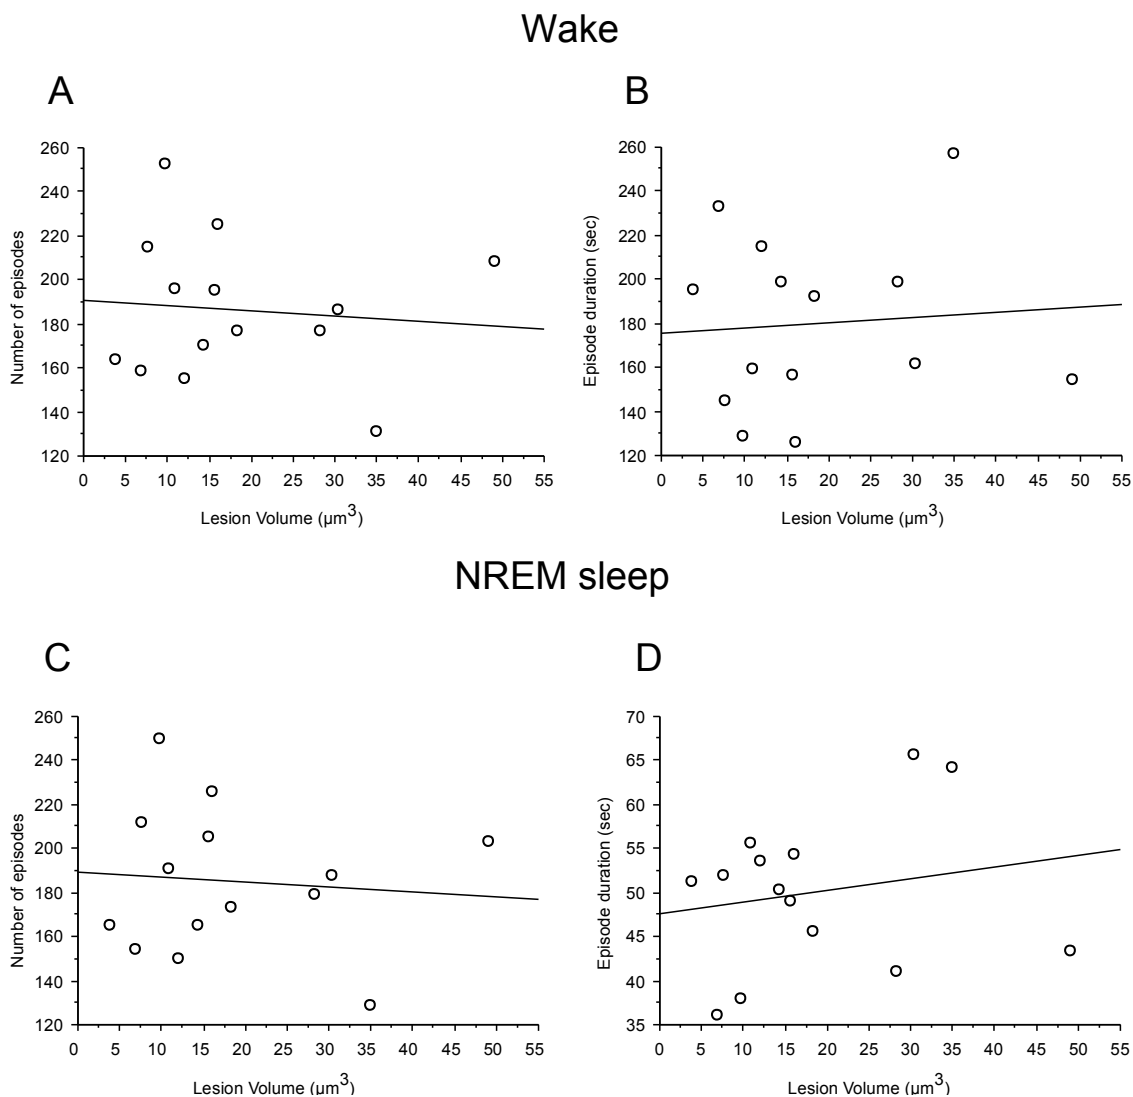 Wake
A
B
260
240
220
200
180
160
140
120
Number of episodes
0 5 10 15 20 25 30 35 40 45 50 55
Lesion Volume (µm³)
260
240
220
200
180
160
140
120
Episode duration (sec)
0 5 10 15 20 25 30 35 40 45 50 55
Lesion Volume (µm³)
NREM sleep
C
D
260
240
220
200
180
160
140
120
Number of episodes
0 5 10 15 20 25 30 35 40 45 50 55
Lesion Volume (µm³)
70
65
60
55
50
45
40
35
Episode duration (sec)
0 5 10 15 20 25 30 35 40 45 50 55
Lesion Volume (µm³)